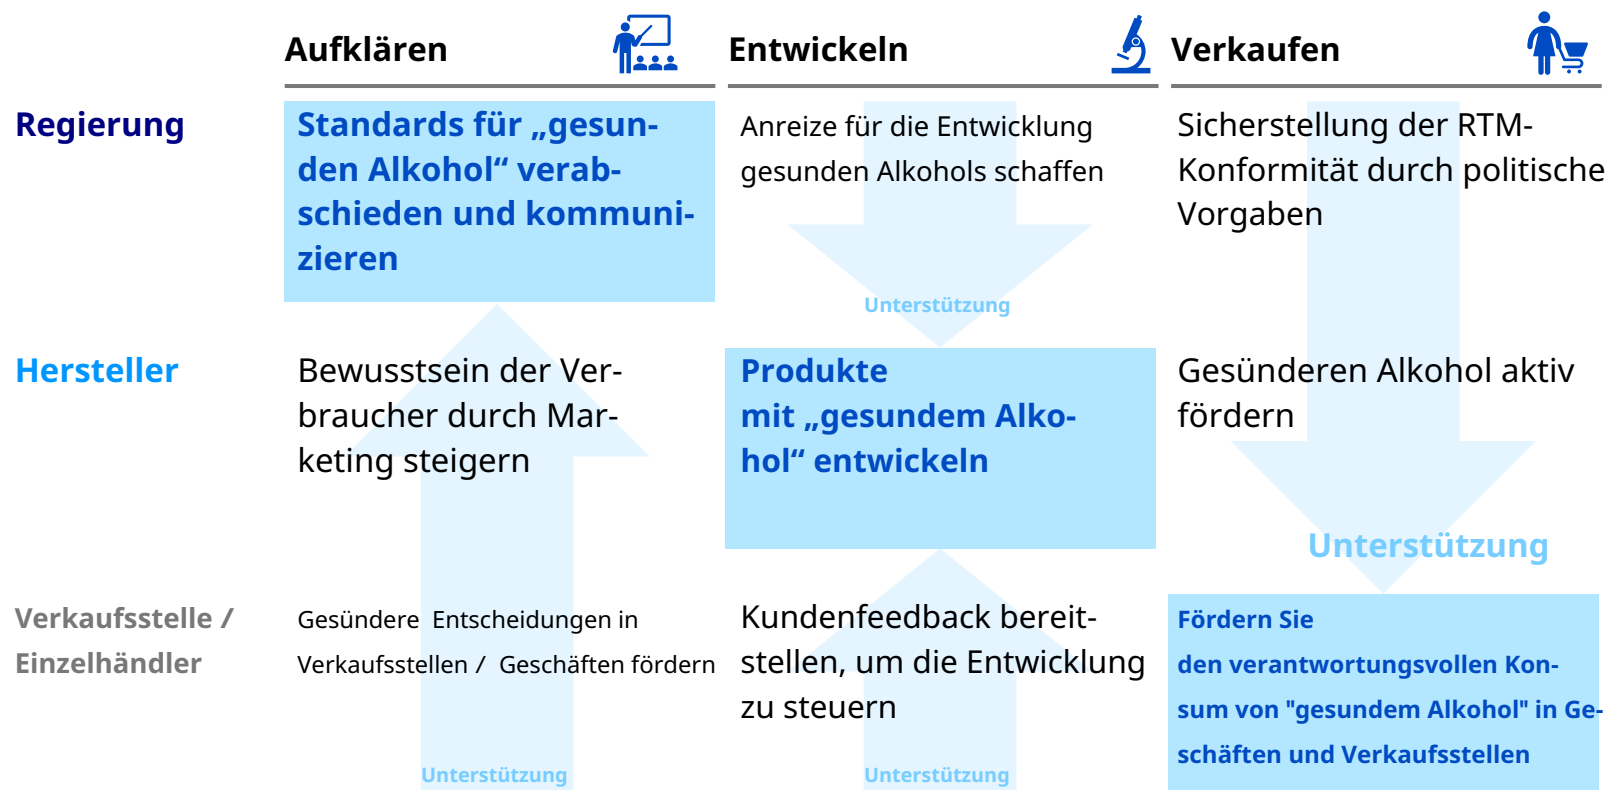 Aufklären
Entwickeln
Verkaufen
Regierung
Standards für „gesun-
den Alkohol“ verab-
schieden und kommuni-
zieren
Anreize für die Entwicklung
gesunden Alkohols schaffen
Sicherstellung der RTM-
Konformität durch politische
Vorgaben
Unterstützung
Hersteller
Bewusstsein der Ver-
braucher durch Mar-
keting steigern
Produkte
mit „gesundem Alko-
hol“ entwickeln
Gesünderen Alkohol aktiv
fördern
Unterstützung
Verkaufsstelle /
Einzelhändler
Gesündere Entscheidungen in
Verkaufsstellen / Geschäften fördern
Kundenfeedback bereit-
stellen, um die Entwicklung
zu steuern
Fördern Sie
den verantwortungsvollen Kon-
sum von "gesundem Alkohol" in Ge-
schäften und Verkaufsstellen
Unterstützung
Unterstützung